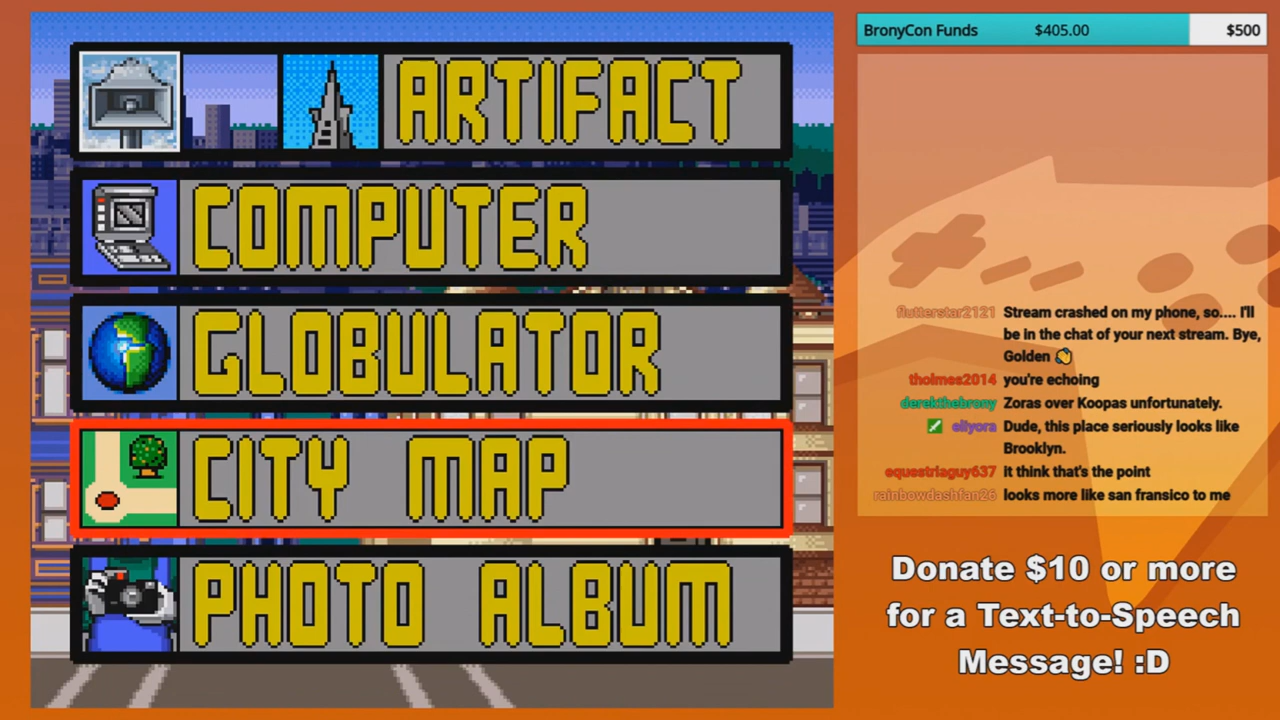 ARTIFACT
COMPUTER
GLOBULATOR
CITY MAP
PHOTO ALBUM
BronyCon Funds $405.00 $500
flutterstar2121 Stream crashed on my phone, so.... I'll
be in the chat of your next stream. Bye,
Golden
tholmes2014 you're echoing
derekthebrony Zoras over Koopas unfortunately.
eliyora Dude, this place seriously looks like
Brooklyn.
equestriaguy637 it think that's the point
rainbowdashfan26 looks more like san fransico to me
Donate $10 or more
for a Text-to-Speech
Message! :D